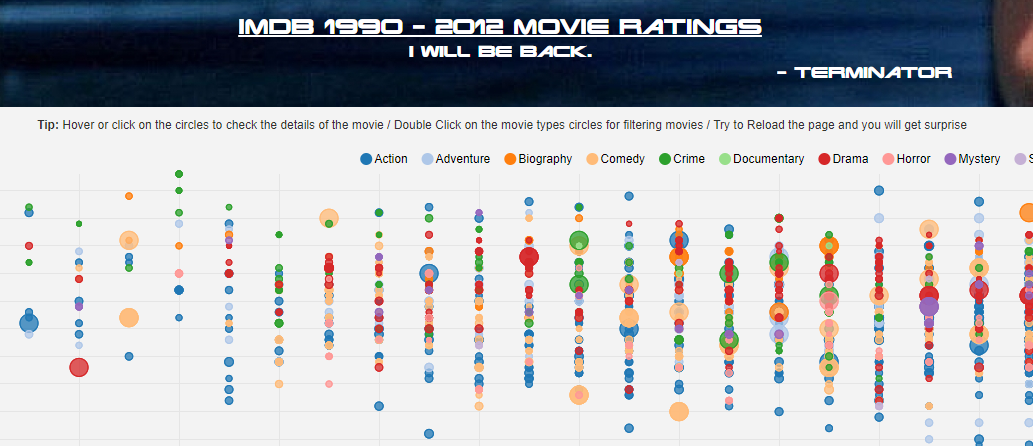 IMDB 1990 - 2012 MOVIE RATINGS
I WILL BE BACK.
- TERMINATOR
Tip: Hover or click on the circles to check the details of the movie / Double Click on the movie types circles for filtering movies / Try to Reload the page and you will get surprise
Action Adventure Biography Comedy Crime Documentary Drama Horror Mystery